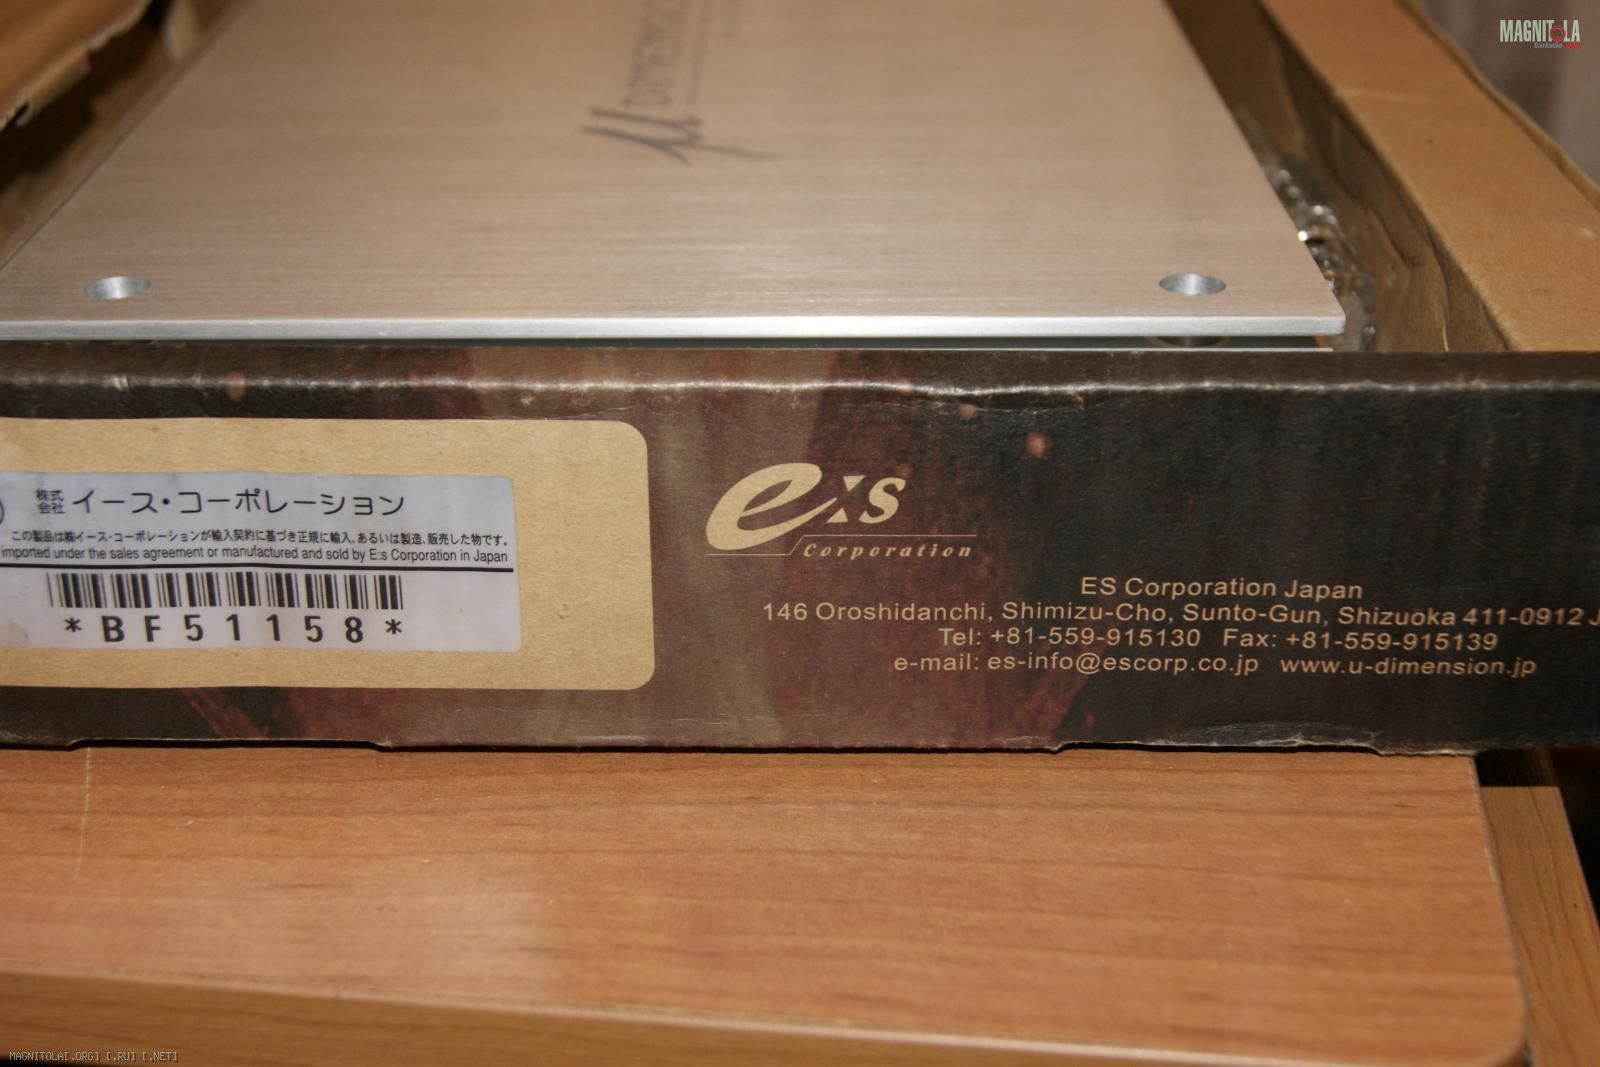 MAGNITOLA
CarAudio
μ DIMENSION
株式会社 イース・コーポレーション
この製品は㈱イース・コーポレーションが輸入契約に基づき正規に輸入、あるいは製造、販売した物です。
imported under the sales agreement or manufactured and sold by E:s Corporation in Japan
*BF51158*
e:s
Corporation
ES Corporation Japan
146 Oroshidanchi, Shimizu-Cho, Sunto-Gun, Shizuoka 411-0912 J
Tel: +81-559-915130 Fax: +81-559-915139
e-mail: es-info@escorp.co.jp www.u-dimension.jp
MAGNITOLA[.ORG] [.RU] [.NET]